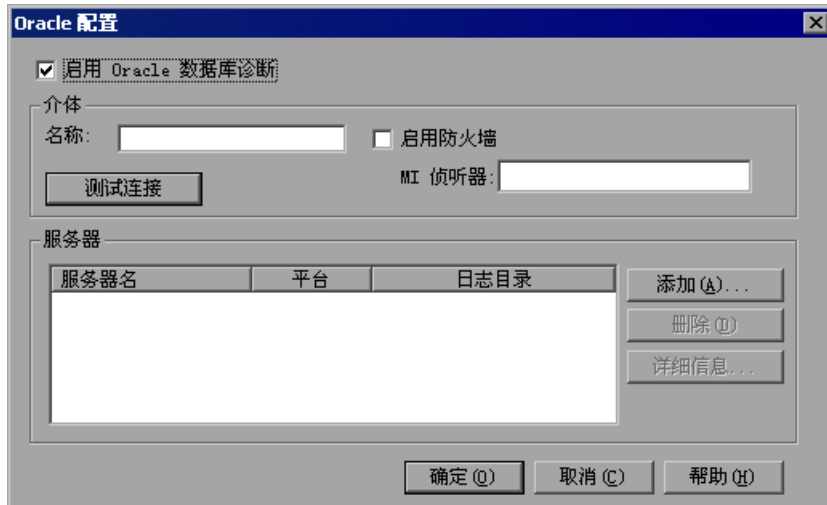 Oracle 配置
启用 Oracle 数据库诊断
介体
名称:
启用防火墙
测试连接
MI 侦听器:
服务器
服务器名 平台 日志目录
添加(A)...
删除(D)
详细信息...
确定(O) 取消(C) 帮助(H)